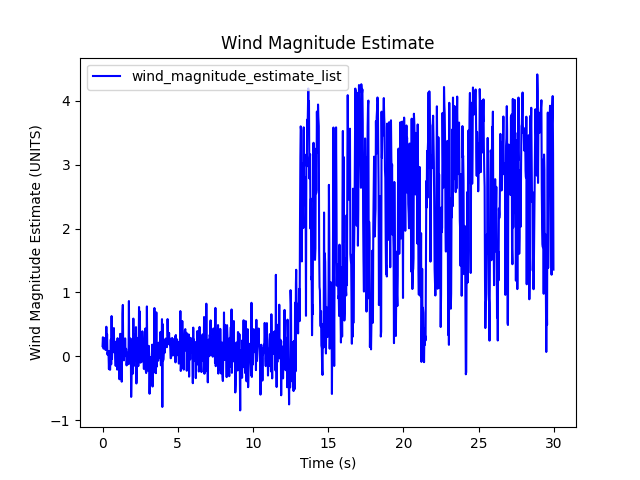 Wind Magnitude Estimate
wind_magnitude_estimate_list
Wind Magnitude Estimate (UNITS)
4
3
2
1
0
−1
0 5 10 15 20 25 30
Time (s)